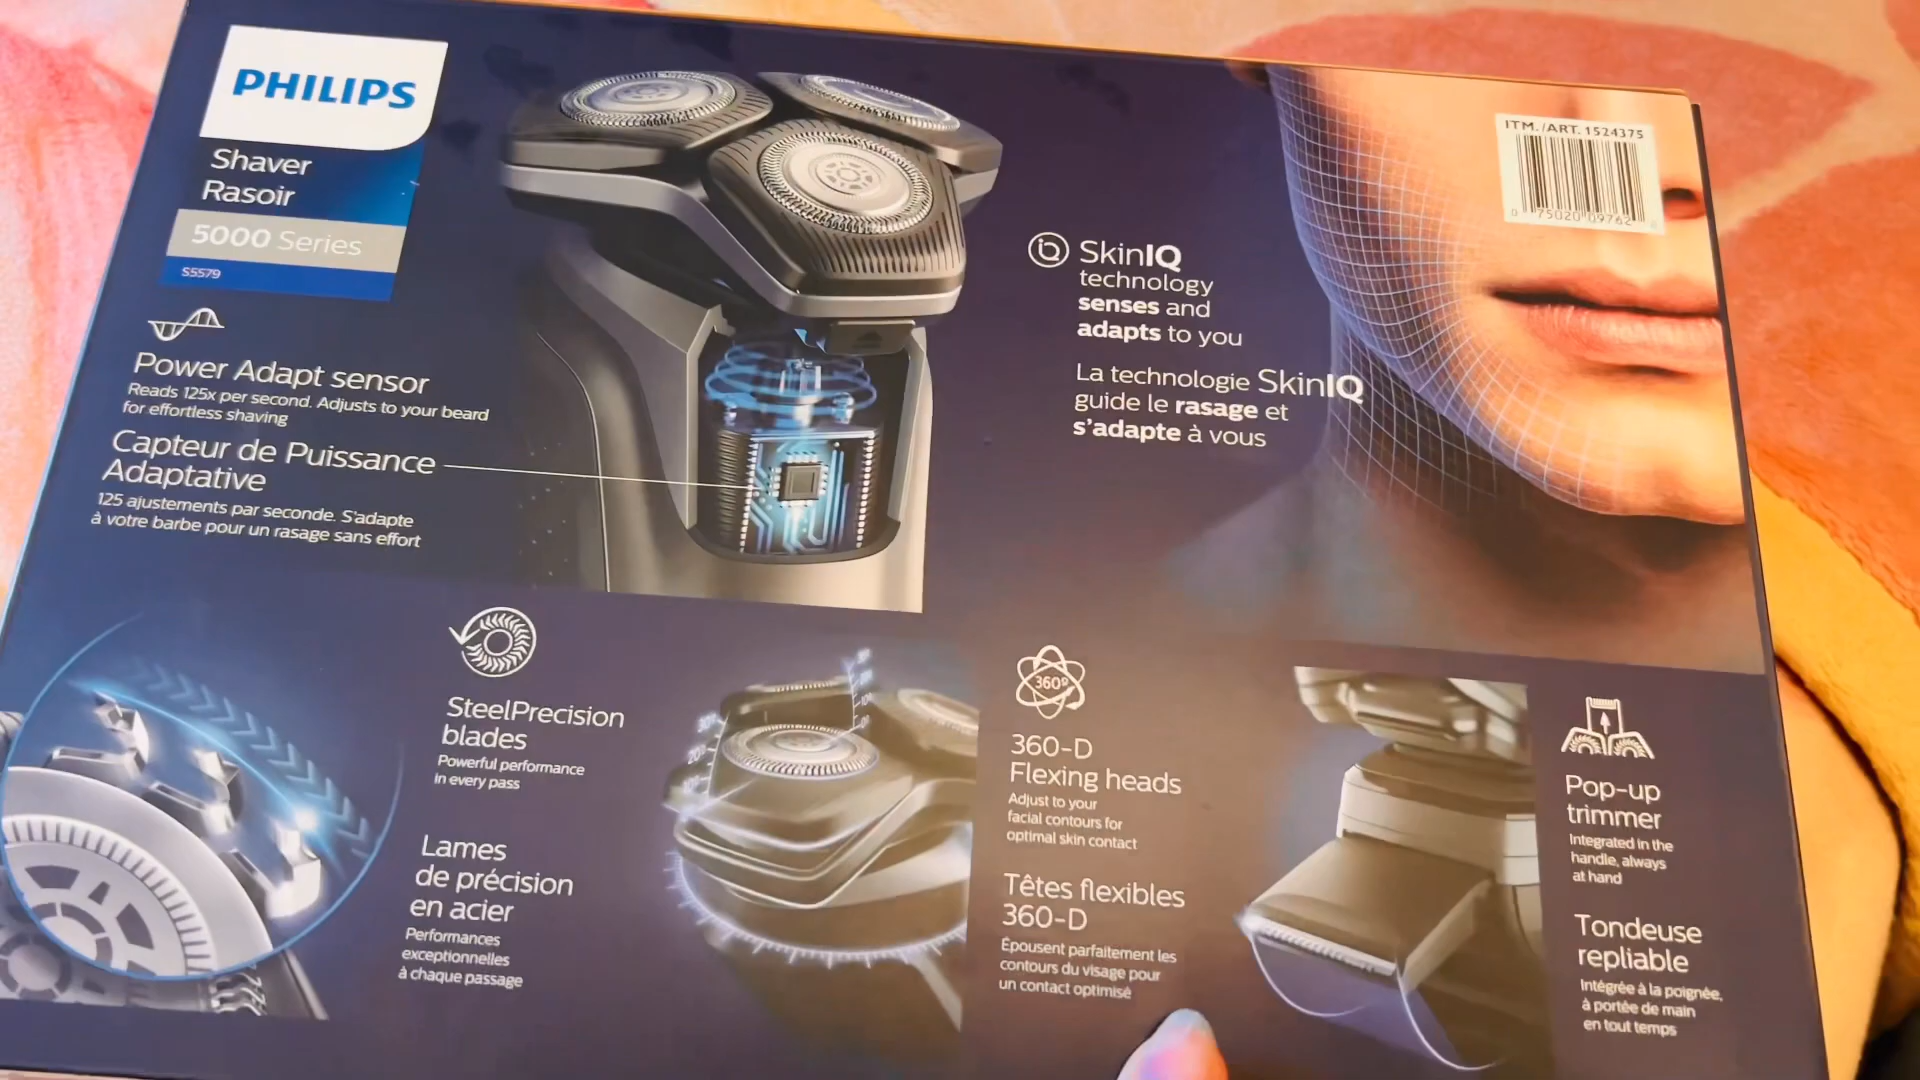 PHILIPS
Shaver
Rasoir
5000 Series
S5579
Power Adapt sensor
Reads 125x per second. Adjusts to your beard
for effortless shaving
Capteur de Puissance
Adaptative
125 ajustements par seconde. S'adapte
à votre barbe pour un rasage sans effort
SkinIQ
technology
senses and
adapts to you
La technologie SkinIQ
guide le rasage et
s'adapte à vous
ITM. /ART. 1524375
0 75020 09762
SteelPrecision
blades
Powerful performance
in every pass
Lames
de précision
en acier
Performances
exceptionnelles
à chaque passage
360°
360-D
Flexing heads
Adjust to your
facial contours for
optimal skin contact
Têtes flexibles
360-D
Épousent parfaitement les
contours du visage pour
un contact optimisé
Pop-up
trimmer
Integrated in the
handle, always
at hand
Tondeuse
repliable
Intégrée à la poignée,
à portée de main
en tout temps